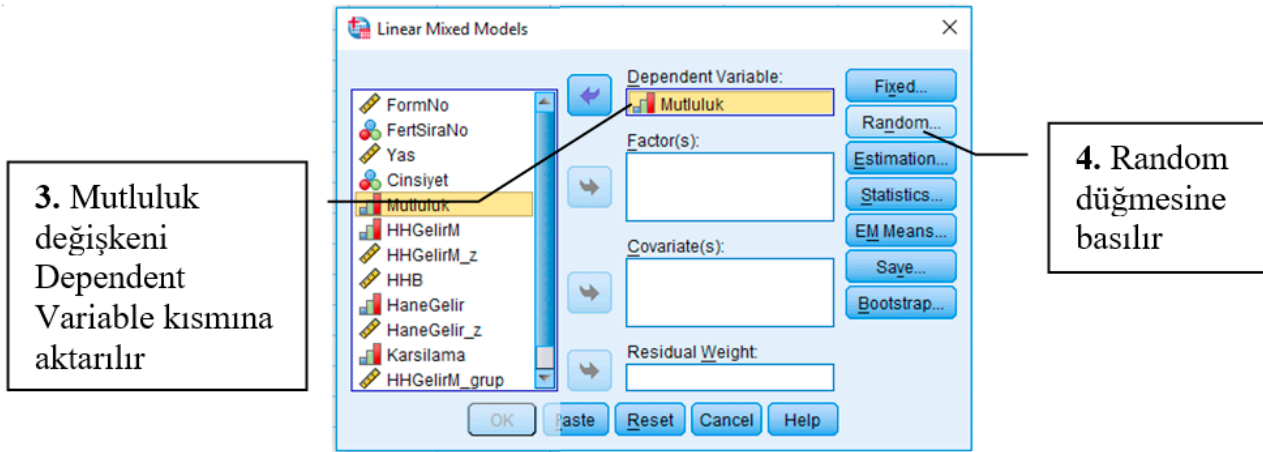 Linear Mixed Models
FormNo
FertSiraNo
Yas
Cinsiyet
Mutluluk
HHGelirM
HHGelirM_z
HHB
HaneGelir
HaneGelir_z
Karsilama
HHGelirM_grup
Dependent Variable:
Mutluluk
Factor(s):
Covariate(s):
Residual Weight:
Fixed...
Random...
Estimation...
Statistics...
EM Means...
Save...
Bootstrap...
OK Paste Reset Cancel Help
3. Mutluluk
değişkeni
Dependent
Variable kısmına
aktarılır
4. Random
düğmesine
basılır